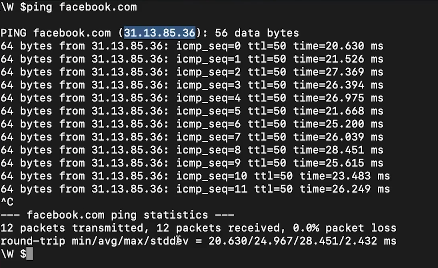 \W $ping facebook.com
PING facebook.com (31.13.85.36): 56 data bytes
64 bytes from 31.13.85.36: icmp_seq=0 ttl=50 time=20.630 ms
64 bytes from 31.13.85.36: icmp_seq=1 ttl=50 time=21.526 ms
64 bytes from 31.13.85.36: icmp_seq=2 ttl=50 time=27.369 ms
64 bytes from 31.13.85.36: icmp_seq=3 ttl=50 time=26.394 ms
64 bytes from 31.13.85.36: icmp_seq=4 ttl=50 time=26.975 ms
64 bytes from 31.13.85.36: icmp_seq=5 ttl=50 time=21.668 ms
64 bytes from 31.13.85.36: icmp_seq=6 ttl=50 time=25.200 ms
64 bytes from 31.13.85.36: icmp_seq=7 ttl=50 time=26.039 ms
64 bytes from 31.13.85.36: icmp_seq=8 ttl=50 time=28.451 ms
64 bytes from 31.13.85.36: icmp_seq=9 ttl=50 time=25.615 ms
64 bytes from 31.13.85.36: icmp_seq=10 ttl=50 time=23.483 ms
64 bytes from 31.13.85.36: icmp_seq=11 ttl=50 time=26.249 ms
^C
--- facebook.com ping statistics ---
12 packets transmitted, 12 packets received, 0.0% packet loss
round-trip min/avg/max/stddev = 20.630/24.967/28.451/2.432 ms
\W $